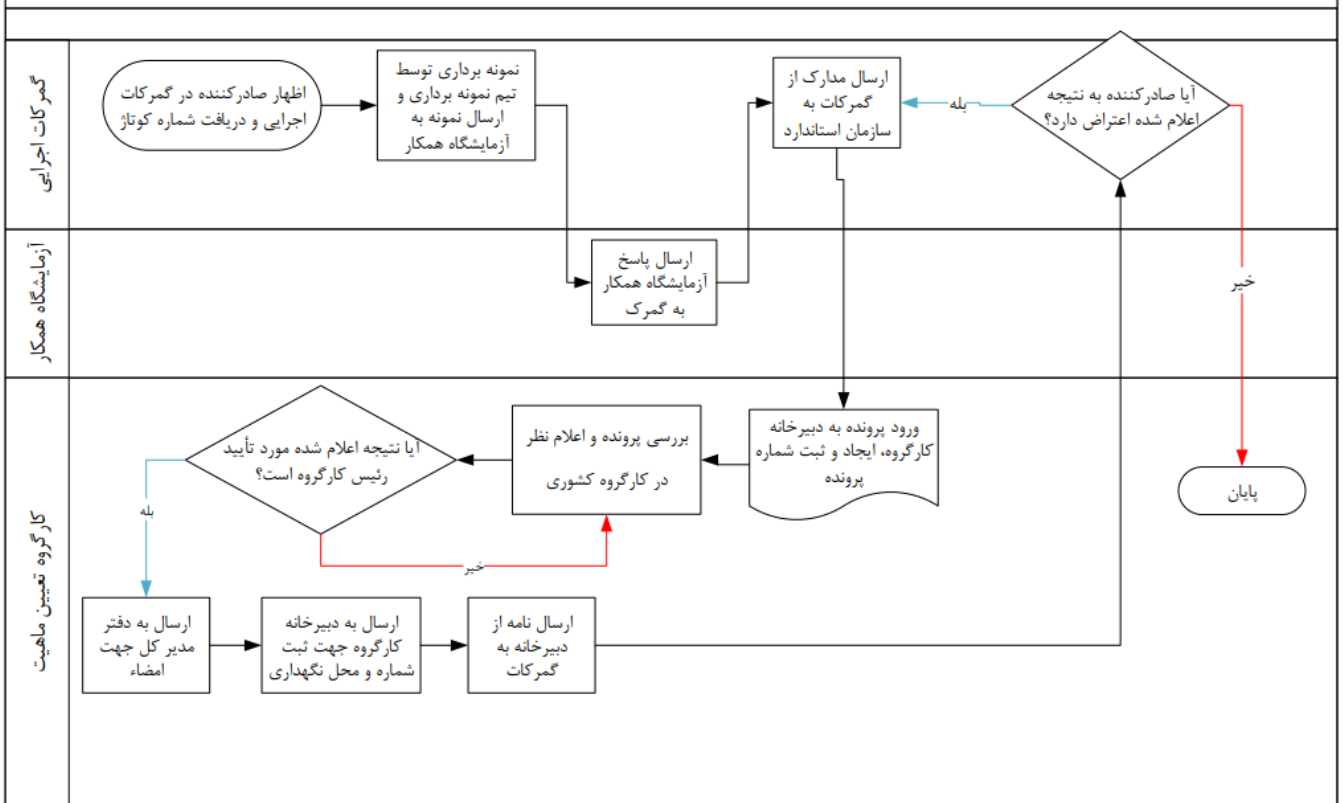 گمرکات اجرایی
اظهار صادرکننده در گمرکات
اجرایی و دریافت شماره کوتاژ
نمونه برداری توسط
تیم نمونه برداری و
ارسال نمونه به
آزمایشگاه همکار
ارسال مدارک از
گمرکات به
سازمان استاندارد
بله
آیا صادرکننده به نتیجه
اعلام شده اعتراض دارد؟
خیر
آزمایشگاه همکار
ارسال پاسخ
آزمایشگاه همکار
به گمرک
کارگروه تعیین ماهیت
ورود پرونده به دبیرخانه
کارگروه، ایجاد و ثبت شماره
پرونده
بررسی پرونده و اعلام نظر
در کارگروه کشوری
آیا نتیجه اعلام شده مورد تأیید
رئیس کارگروه است؟
بله
خیر
ارسال به دفتر
مدیر کل جهت
امضاء
ارسال به دبیرخانه
کارگروه جهت ثبت
شماره و محل نگهداری
ارسال نامه از
دبیرخانه به
گمرکات
پایان